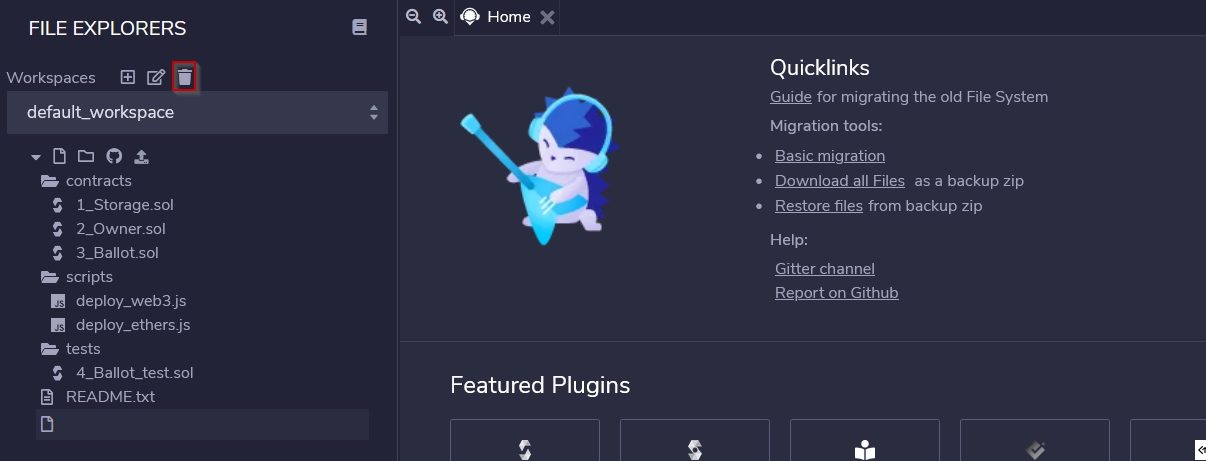 FILE EXPLORERS
Workspaces
default_workspace
contracts
1_Storage.sol
2_Owner.sol
3_Ballot.sol
scripts
JS deploy_web3.js
JS deploy_ethers.js
tests
4_Ballot_test.sol
README.txt
Home
Quicklinks
Guide for migrating the old File System
Migration tools:
• Basic migration
• Download all Files as a backup zip
• Restore files from backup zip
Help:
Gitter channel
Report on Github
Featured Plugins